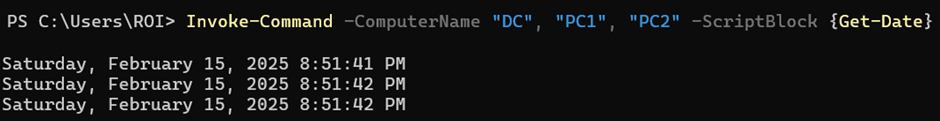 PS C:\Users\ROI> Invoke-Command -ComputerName "DC", "PC1", "PC2" -ScriptBlock {Get-Date}
Saturday, February 15, 2025 8:51:41 PM
Saturday, February 15, 2025 8:51:42 PM
Saturday, February 15, 2025 8:51:42 PM